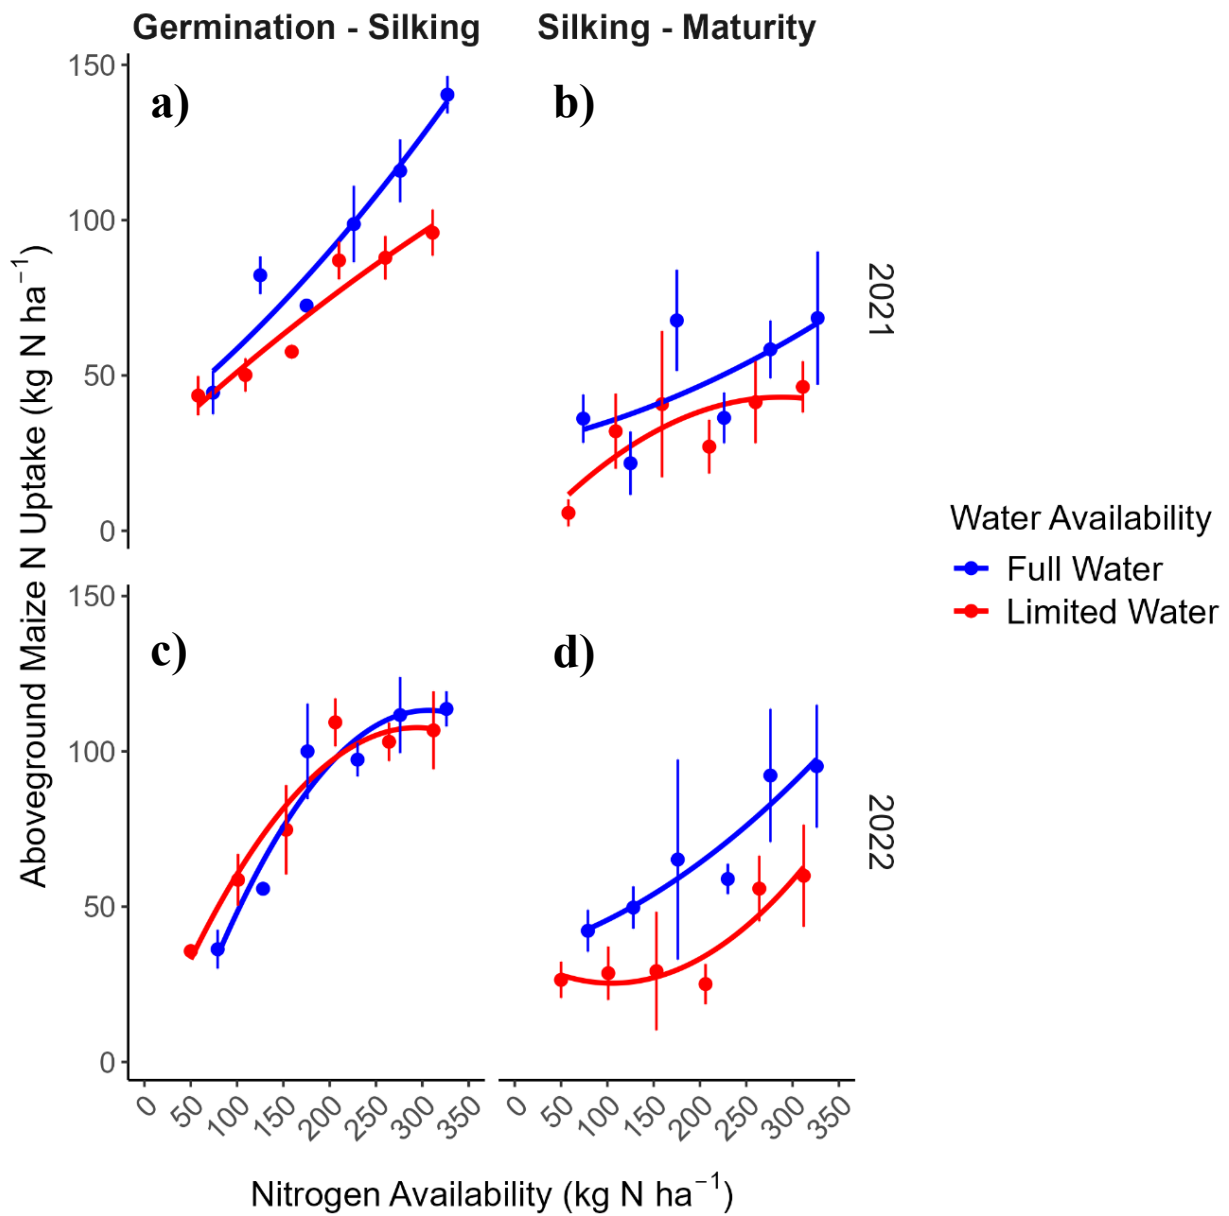 Germination - Silking
Silking - Maturity
150
100
50
0
a)
b)
2021
Aboveground Maize N Uptake (kg N ha⁻¹)
Water Availability
Full Water
Limited Water
150
100
50
0
c)
d)
2022
0 50 100 150 200 250 300 350
0 50 100 150 200 250 300 350
Nitrogen Availability (kg N ha⁻¹)